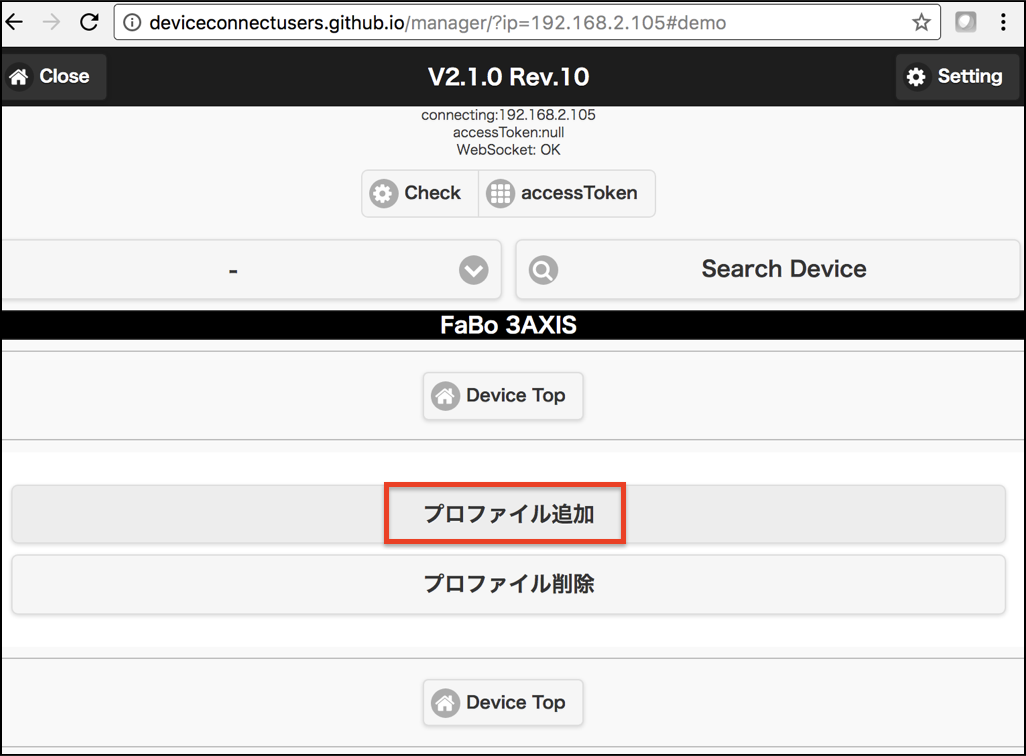 deviceconnectusers.github.io/manager/?ip=192.168.2.105#demo
Close
V2.1.0 Rev.10
Setting
connecting:192.168.2.105
accessToken:null
WebSocket: OK
Check
accessToken
-
Search Device
FaBo 3AXIS
Device Top
プロファイル追加
プロファイル削除
Device Top